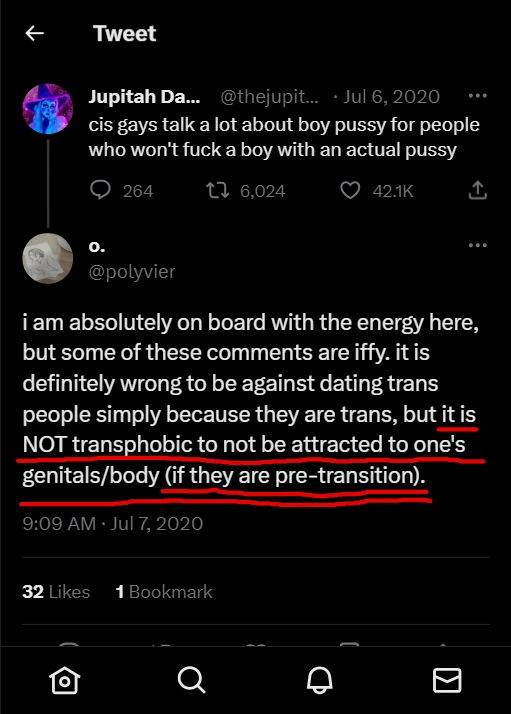 Tweet
Jupitah Da... @thejupit... · Jul 6, 2020
cis gays talk a lot about boy pussy for people
who won't fuck a boy with an actual pussy
264 6,024 42.1K
o.
@polyvier
i am absolutely on board with the energy here,
but some of these comments are iffy. it is
definitely wrong to be against dating trans
people simply because they are trans, but it is
NOT transphobic to not be attracted to one's
genitals/body (if they are pre-transition).
9:09 AM · Jul 7, 2020
32 Likes 1 Bookmark